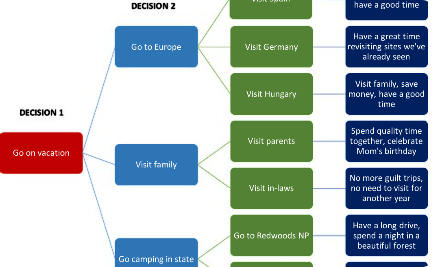 DECISION 2
Visit Spain
have a good time
Go to Europe
Visit Germany
Have a great time
revisiting sites we've
already seen
Visit Hungary
Visit family, save
money, have a good
time
DECISION 1
Go on vacation
Visit family
Visit parents
Spend quality time
together, celebrate
Mom's birthday
Visit in-laws
No more guilt trips,
no need to visit for
another year
Go camping in state
Go to Redwoods NP
Have a long drive,
spend a night in a
beautiful forest